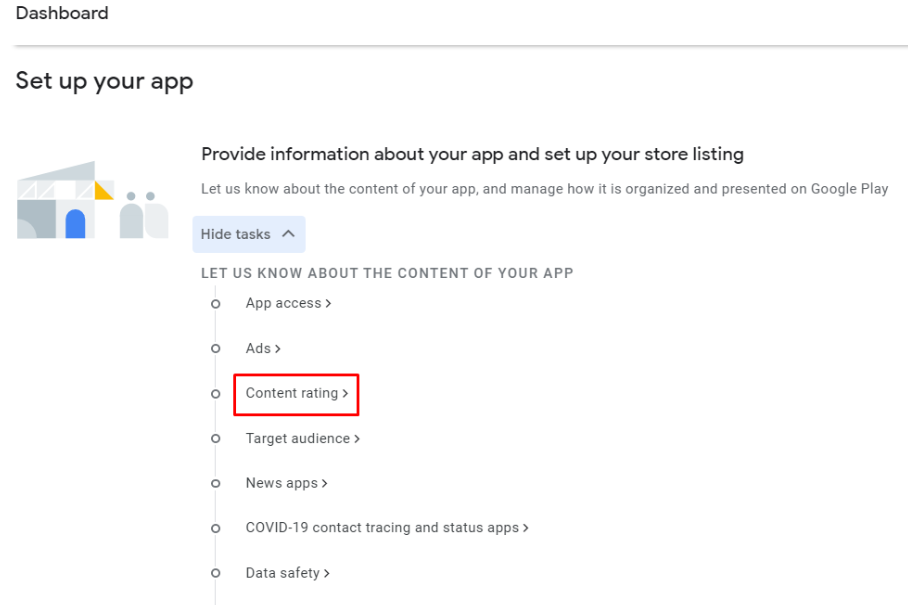 Dashboard
Set up your app
Provide information about your app and set up your store listing
Let us know about the content of your app, and manage how it is organized and presented on Google Play
Hide tasks
LET US KNOW ABOUT THE CONTENT OF YOUR APP
App access
Ads
Content rating
Target audience
News apps
COVID-19 contact tracing and status apps
Data safety